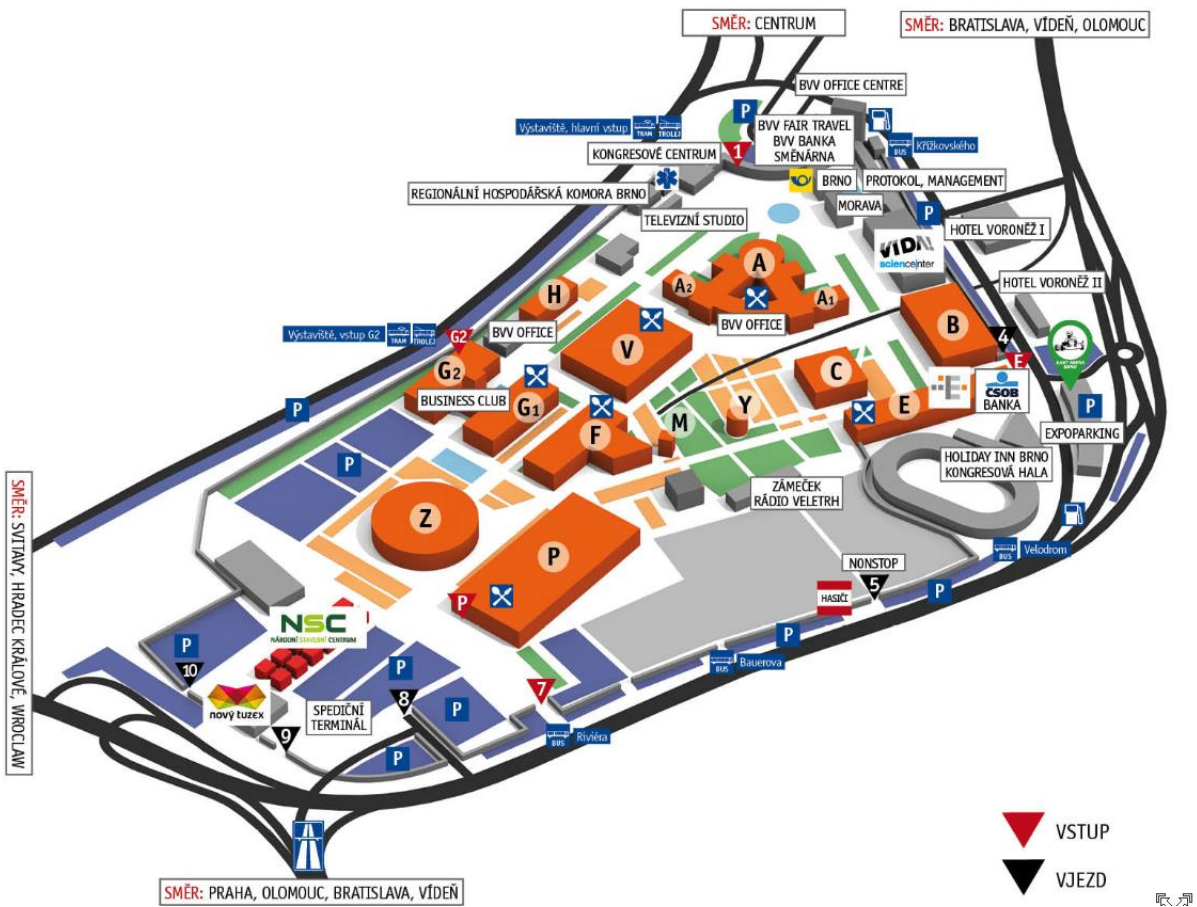 SMĚR: CENTRUM
SMĚR: BRATISLAVA, VÍDEŇ, OLOMOUC
BVV OFFICE CENTRE
P
Výstaviště, hlavní vstup
TRAM
TROLEJ
BVV FAIR TRAVEL
BVV BANKA
SMĚNÁRNA
BUS
Křížkovského
KONGRESOVÉ CENTRUM
1
REGIONÁLNÍ HOSPODÁŘSKÁ KOMORA BRNO
BRNO
PROTOKOL, MANAGEMENT
MORAVA
TELEVIZNÍ STUDIO
P
HOTEL VORONĚŽ I
VIDA!
sciencecenter
HOTEL VORONĚŽ II
A
A2
A1
H
BVV OFFICE
BVV OFFICE
Výstaviště, vstup G2
TRAM
TROLEJ
G2
V
B
4
E
G2
BUSINESS CLUB
G1
C
E
ČSOB
BANKA
P
P
EXPOPARKING
M
Y
F
HOLIDAY INN BRNO
KONGRESOVÁ HALA
P
ZÁMEČEK
RÁDIO VELETRH
SMĚR: SVITAVY, HRADEC KRÁLOVÉ, WROCLAW
Z
P
BUS
Velodrom
NONSTOP
5
HASIČI
P
P
NSC
NÁRODNÍ STAVEBNÍ CENTRUM
P
P
10
P
BUS
Bauerova
nový tuzex
SPEDIČNÍ
TERMINÁL
8
7
P
9
BUS
Riviéra
P
SMĚR: PRAHA, OLOMOUC, BRATISLAVA, VÍDEŇ
VSTUP
VJEZD